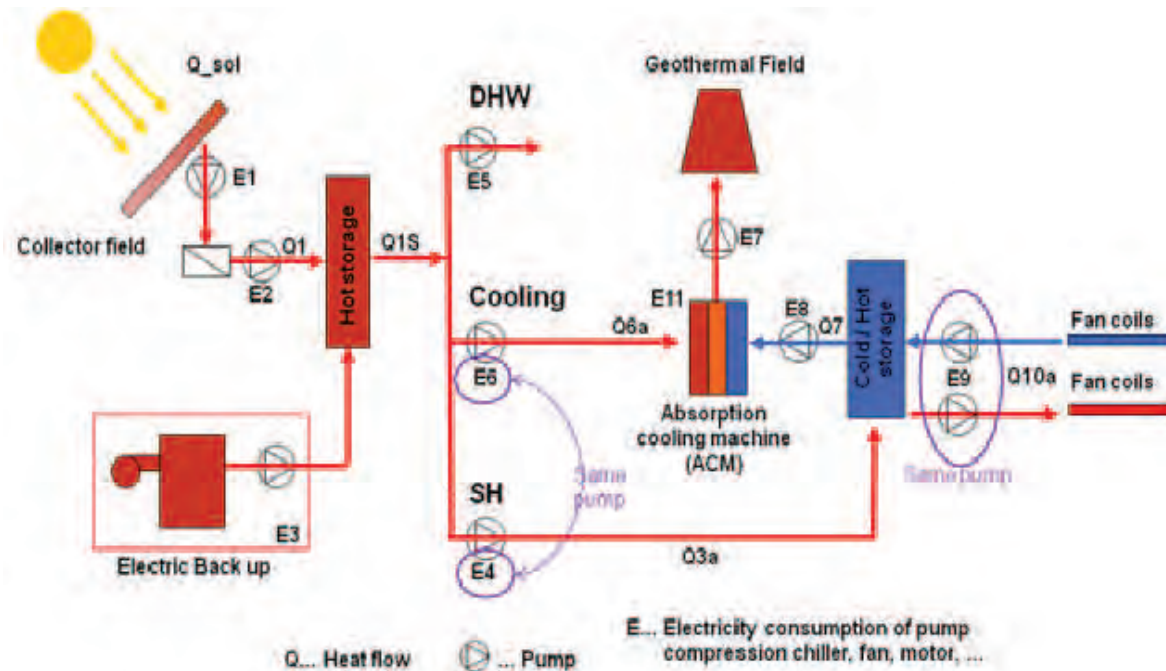 Q_sol
Geothermal Field
DHW
E1
E5
Collector field
Q1
Q1S
E2
Hot storage
E7
Cooling
E11
E8
Q6a
Q7
Cold / Hot
storage
Fan coils
E6
E9
Q10a
Fan coils
Absorption
cooling machine
(ACM)
Same
pump
Same pump
SH
E3
Electric Back up
E4
Q3a
Q... Heat flow
... Pump
E... Electricity consumption of pump
compression chiller, fan, motor, ...